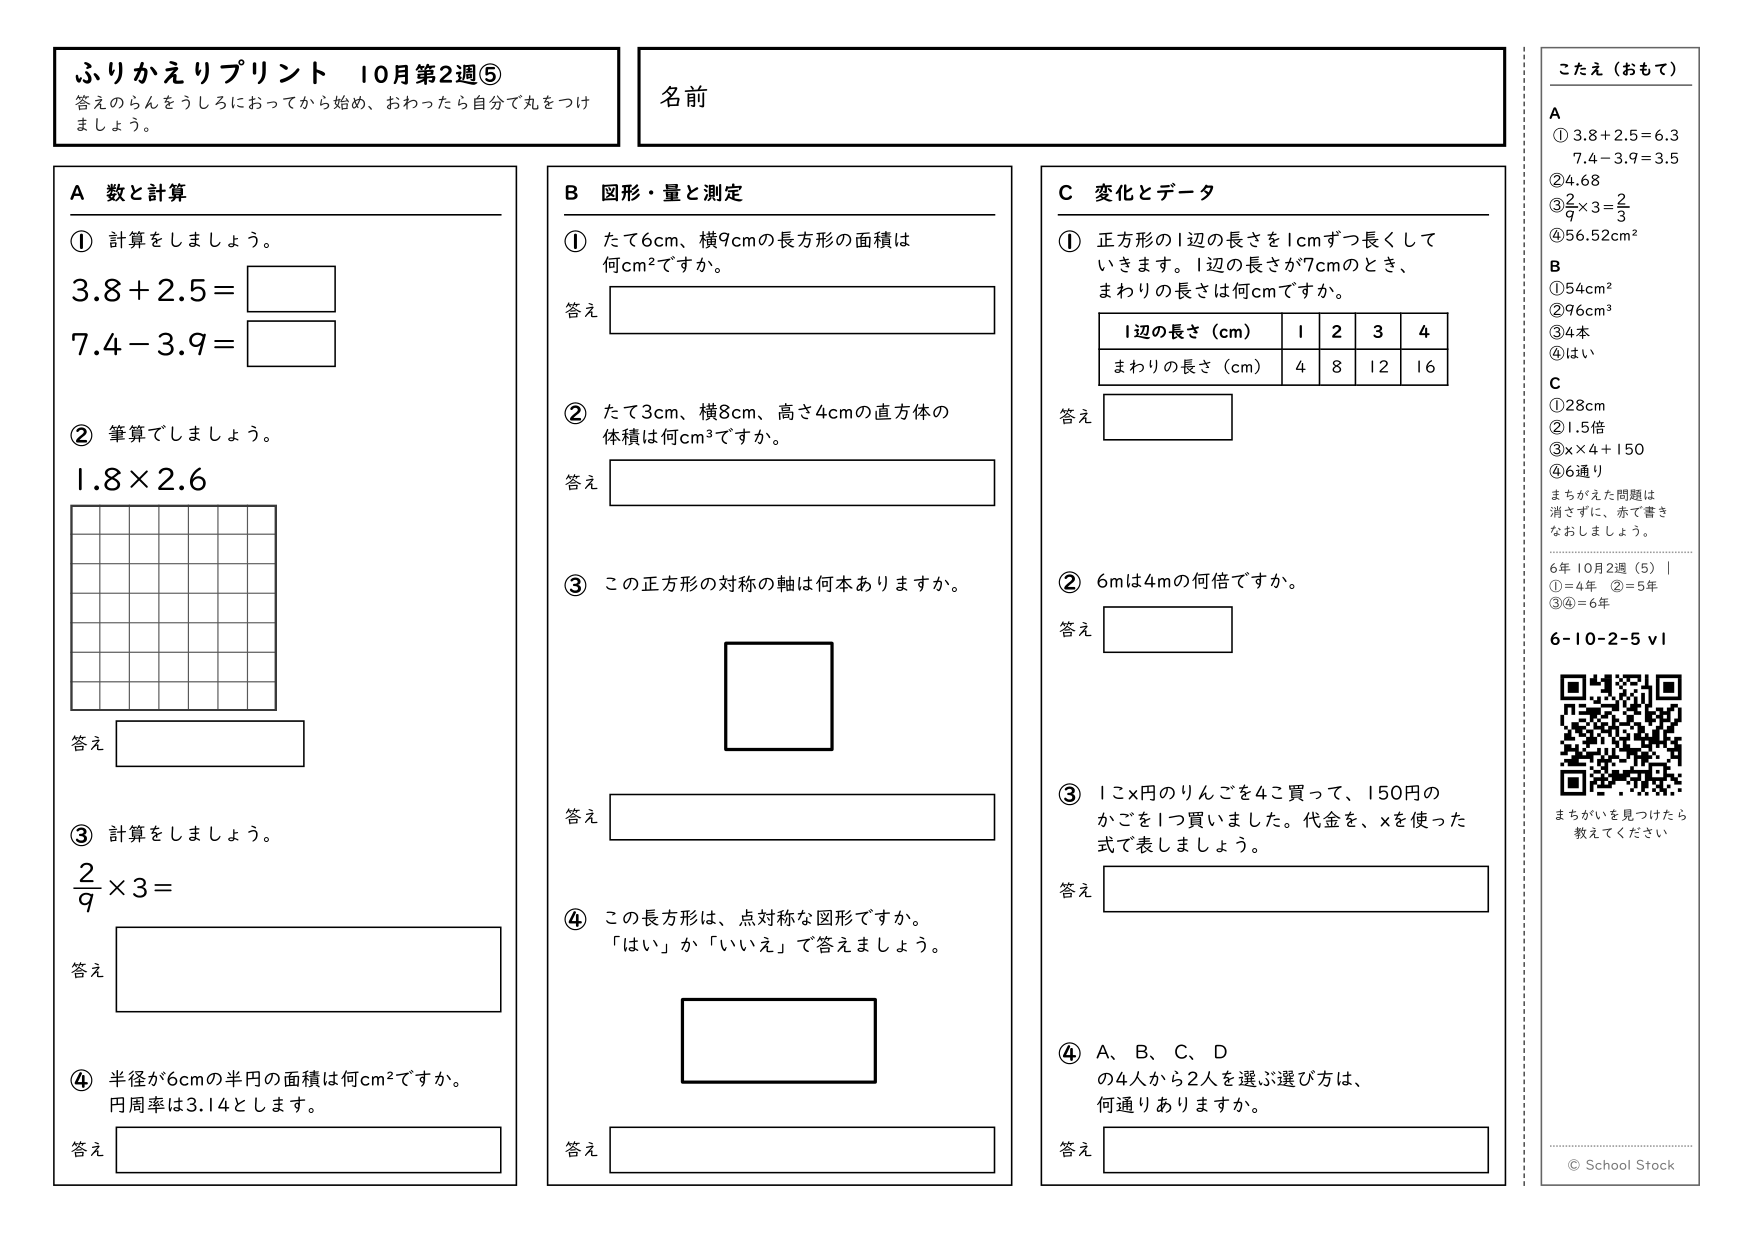 ふりかえりプリント　10月第2週⑤
答えのらんをうしろにおってから始め、おわったら自分で丸をつけ
ましょう。
名前
A　数と計算
① 計算をしましょう。
3.8＋2.5＝
7.4－3.9＝
② 筆算でしましょう。
1.8×2.6
答え
③ 計算をしましょう。
2/9×3＝
答え
④ 半径が6cmの半円の面積は何cm²ですか。
円周率は3.14とします。
答え
B　図形・量と測定
① たて6cm、横9cmの長方形の面積は
何cm²ですか。
答え
② たて3cm、横8cm、高さ4cmの直方体の
体積は何cm³ですか。
答え
③ この正方形の対称の軸は何本ありますか。
答え
④ この長方形は、点対称な図形ですか。
「はい」か「いいえ」で答えましょう。
答え
C　変化とデータ
① 正方形の1辺の長さを1cmずつ長くして
いきます。1辺の長さが7cmのとき、
まわりの長さは何cmですか。
1辺の長さ（cm） 1 2 3 4
まわりの長さ（cm） 4 8 12 16
答え
② 6mは4mの何倍ですか。
答え
③ 1こx円のりんごを4こ買って、150円の
かごを1つ買いました。代金を、xを使った
式で表しましょう。
答え
④ A、 B、 C、 D
の4人から2人を選ぶ選び方は、
何通りありますか。
答え
こたえ（おもて）
A
① 3.8＋2.5＝6.3
7.4－3.9＝3.5
②4.68
③2/9×3＝2/3
④56.52cm²
B
①54cm²
②96cm³
③4本
④はい
C
①28cm
②1.5倍
③x×4＋150
④6通り
まちがえた問題は
消さずに、赤で書き
なおしましょう。
6年 10月2週（5）｜
①＝4年　②＝5年
③④＝6年
6-10-2-5 v1
まちがいを見つけたら
教えてください
© School Stock